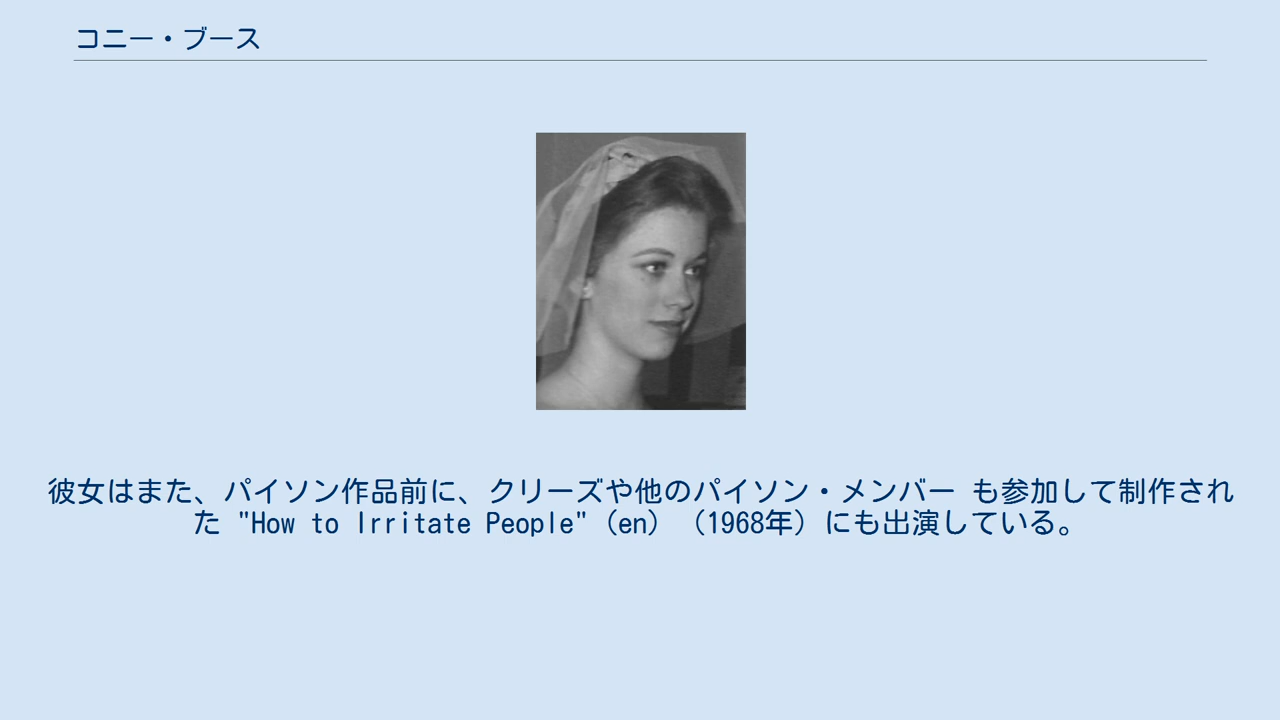 コニー・ブース
彼女はまた、パイソン作品前に、クリーズや他のパイソン・メンバー も参加して制作され
た "How to Irritate People"（en）（1968年）にも出演している。